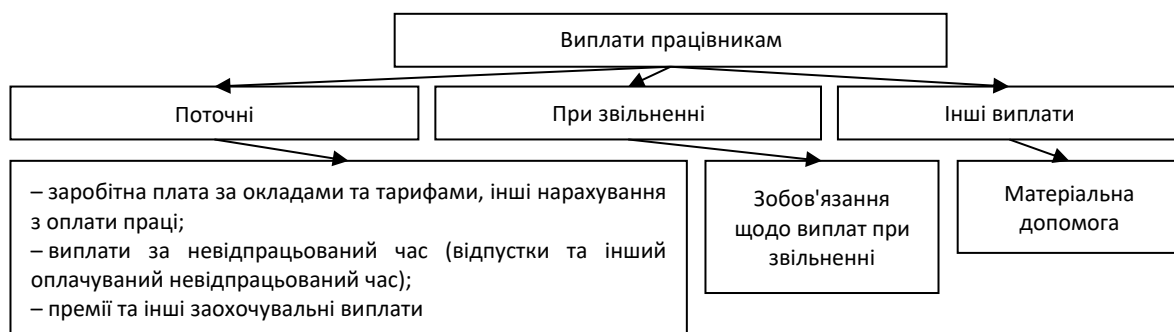 Виплати працівникам
Поточні
При звільненні
Інші виплати
– заробітна плата за окладами та тарифами, інші нарахування
з оплати праці;
– виплати за невідпрацьований час (відпустки та інший
оплачуваний невідпрацьований час);
– премії та інші заохочувальні виплати
Зобов'язання
щодо виплат при
звільненні
Матеріальна
допомога